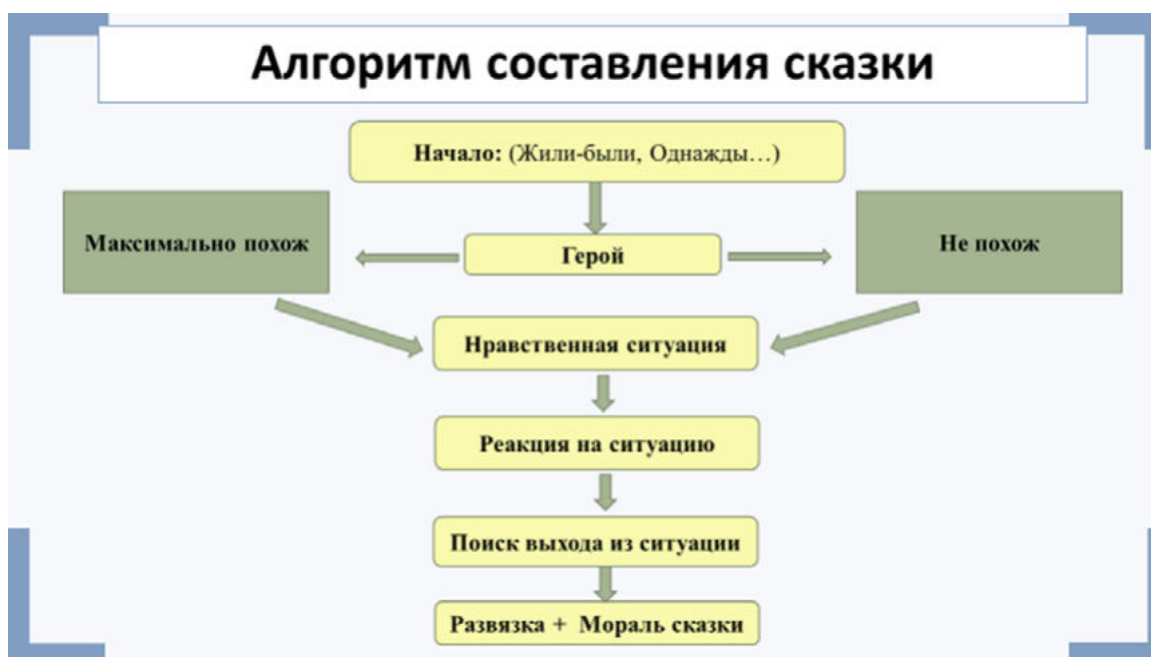 Алгоритм составления сказки
Начало: (Жили-были, Однажды…)
Максимально похож
Герой
Не похож
Нравственная ситуация
Реакция на ситуацию
Поиск выхода из ситуации
Развязка + Мораль сказки